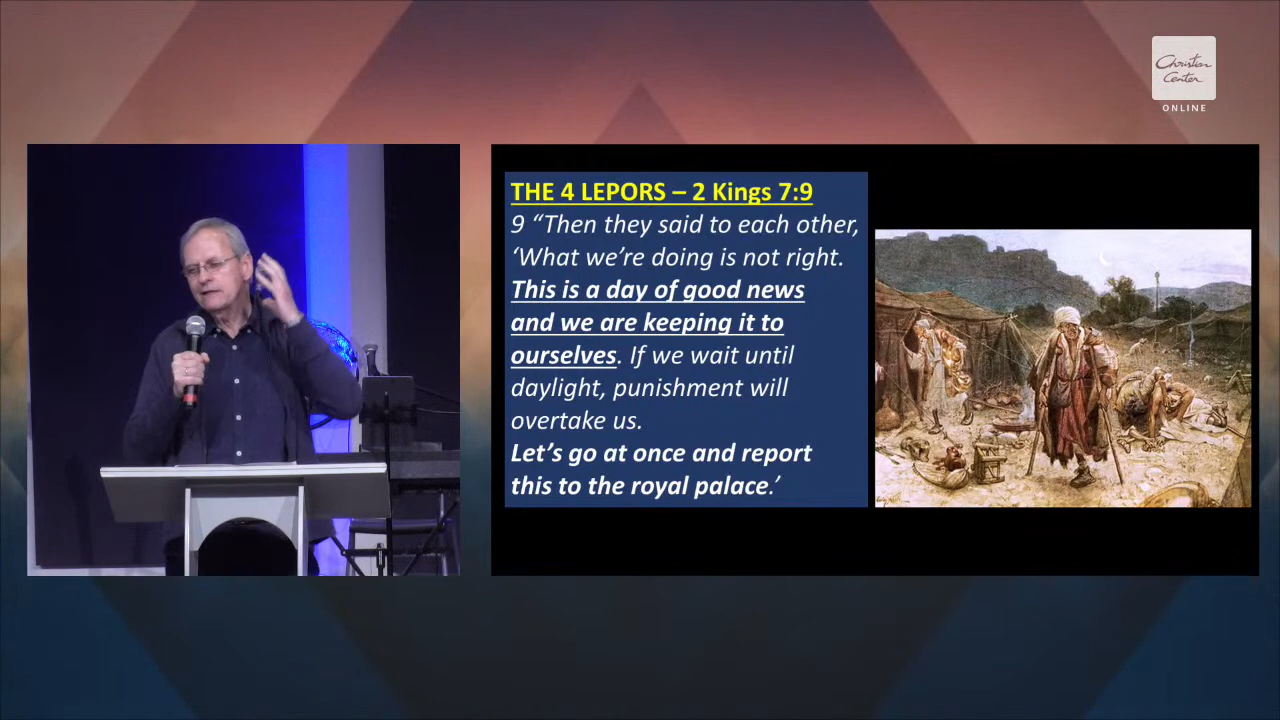 Christian
Center
ONLINE
THE 4 LEPORS – 2 Kings 7:9
9 “Then they said to each other,
‘What we’re doing is not right.
This is a day of good news
and we are keeping it to
ourselves. If we wait until
daylight, punishment will
overtake us.
Let’s go at once and report
this to the royal palace.’